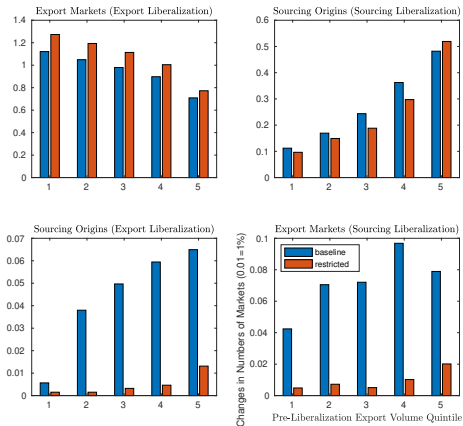 Export Markets (Export Liberalization)
1.4
1.2
1
0.8
0.6
0.4
0.2
0
1 2 3 4 5
Sourcing Origins (Sourcing Liberalization)
0.6
0.5
0.4
0.3
0.2
0.1
0
1 2 3 4 5
Sourcing Origins (Export Liberalization)
0.07
0.06
0.05
0.04
0.03
0.02
0.01
0
1 2 3 4 5
Export Markets (Sourcing Liberalization)
Changes in Numbers of Markets (0.01=1%)
0.1
0.08
0.06
0.04
0.02
0
baseline
restricted
1 2 3 4 5
Pre-Liberalization Export Volume Quintile